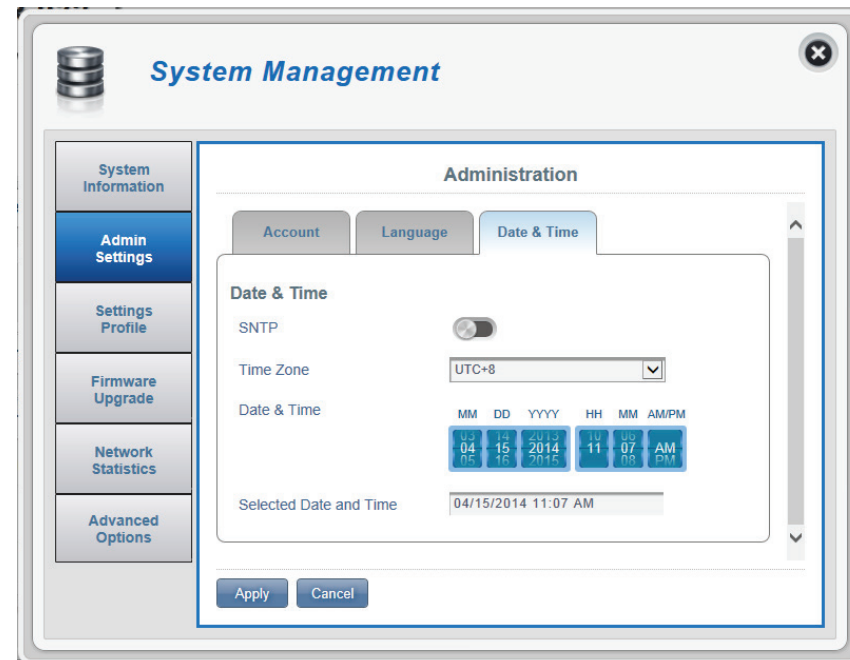 System Management
System
Information
Admin
Settings
Settings
Profile
Firmware
Upgrade
Network
Statistics
Advanced
Options
Administration
Account Language Date & Time
Date & Time
SNTP
Time Zone UTC+8
Date & Time
MM DD YYYY HH MM AM/PM
03 14 2013 10 06
04 15 2014 11 07 AM
05 16 2015 08 PM
Selected Date and Time 04/15/2014 11:07 AM
Apply Cancel